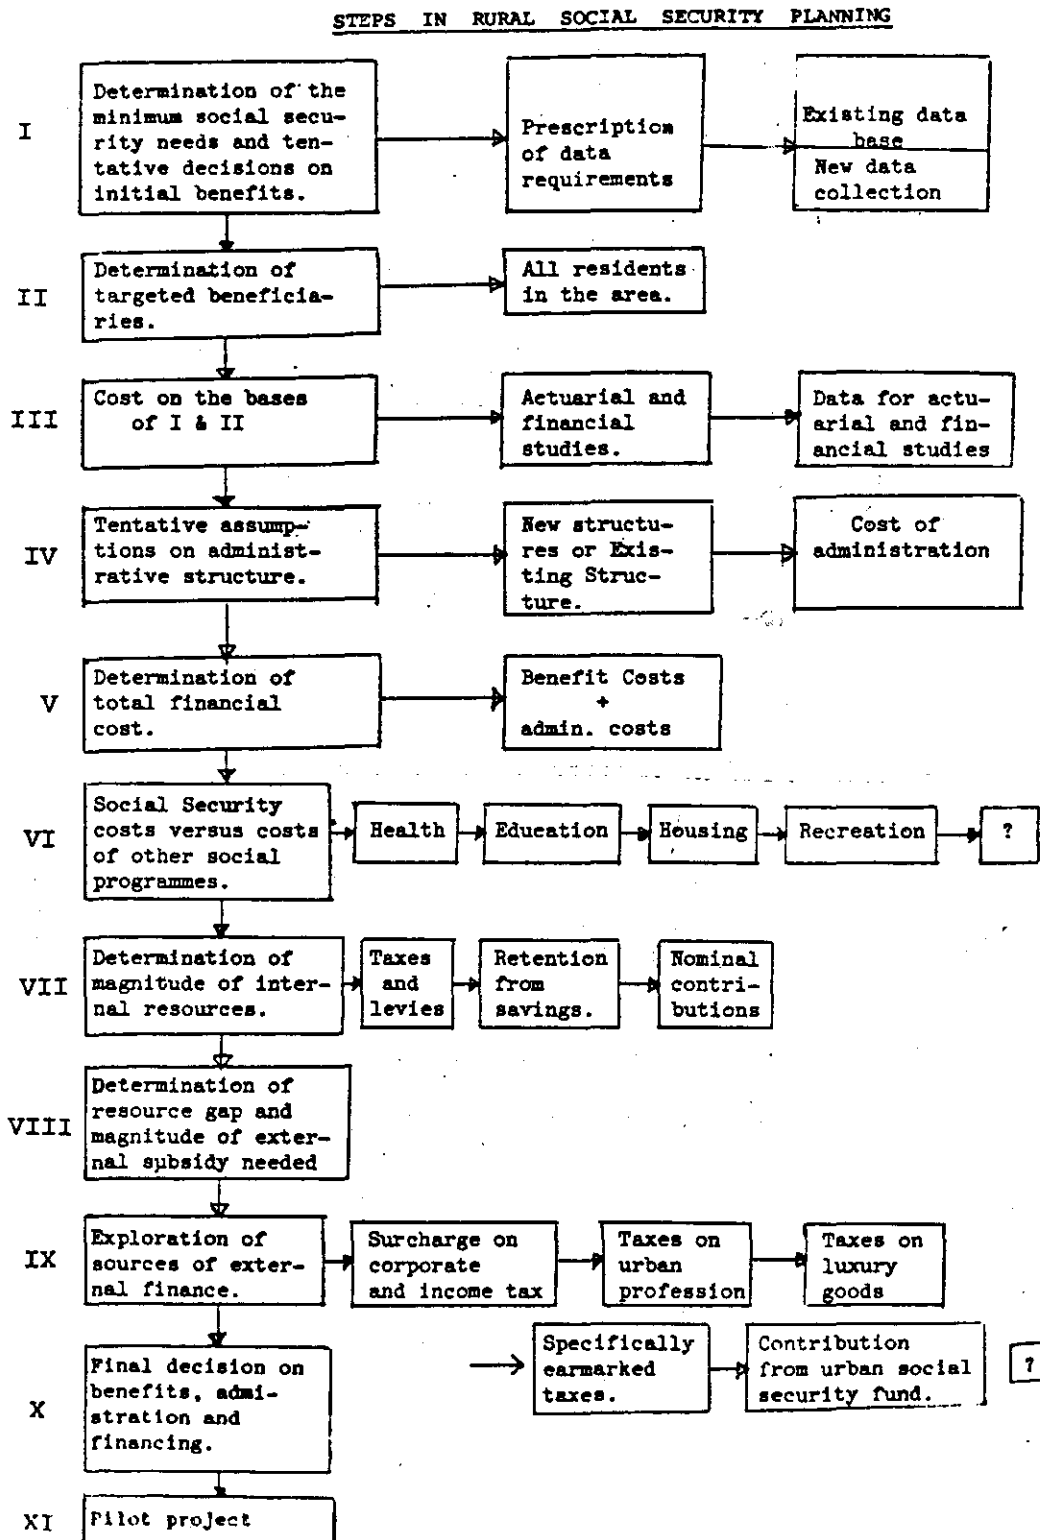 STEPS IN RURAL SOCIAL SECURITY PLANNING
I
Determination of the
minimum social secu-
rity needs and ten-
tative decisions on
initial benefits.
Prescription
of data
requirements
Existing data
base
New data
collection
II
Determination of
targeted beneficia-
ries.
All residents
in the area.
III
Cost on the bases
of I & II
Actuarial and
financial
studies.
Data for actu-
arial and fin-
ancial studies
IV
Tentative assump-
tions on administ-
rative structure.
New structu-
res or Exis-
ting Struc-
ture.
Cost of
administration
V
Determination of
total financial
cost.
Benefit Costs
+
admin. costs
VI
Social Security
costs versus costs
of other social
programmes.
Health
Education
Housing
Recreation
?
VII
Determination of
magnitude of inter-
nal resources.
Taxes
and
levies
Retention
from
savings.
Nominal
contri-
butions
VIII
Determination of
resource gap and
magnitude of exter-
nal subsidy needed
IX
Exploration of
sources of exter-
nal finance.
Surcharge on
corporate
and income tax
Taxes on
urban
profession
Taxes on
luxury
goods
Specifically
earmarked
taxes.
Contribution
from urban social
security fund.
?
X
Final decision on
benefits, admi-
stration and
financing.
XI
Pilot project